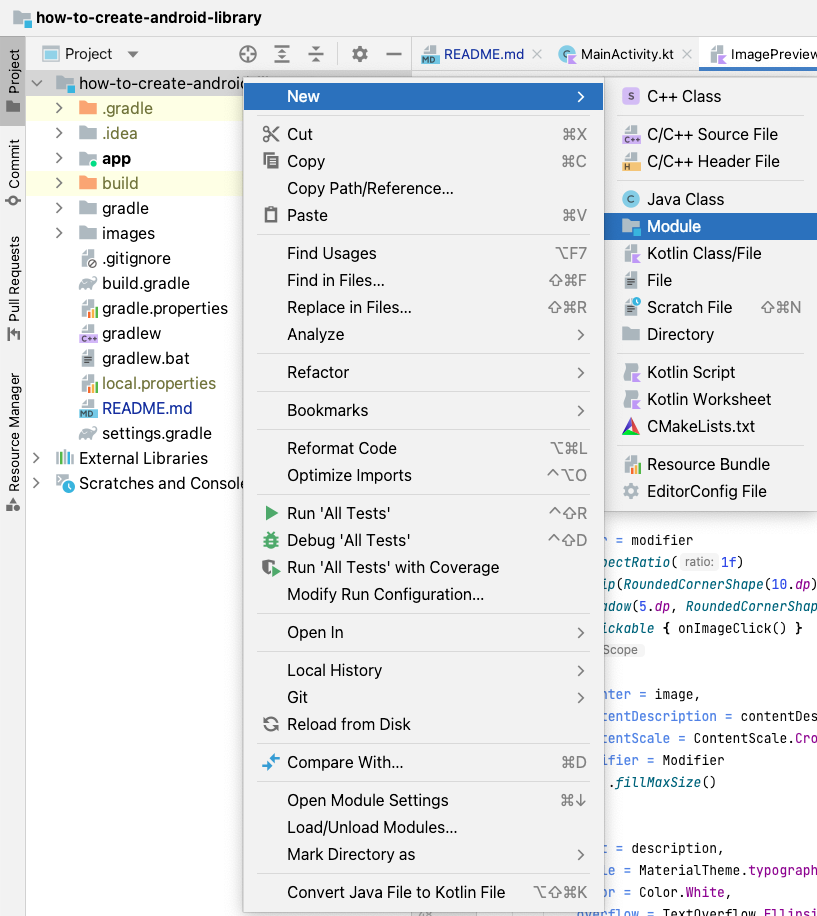 how-to-create-android-library
Project
README.md
MainActivity.kt
ImagePreview
Project
Commit
Pull Requests
Resource Manager
how-to-create-android
.gradle
.idea
app
build
gradle
images
.gitignore
build.gradle
gradle.properties
gradlew
gradlew.bat
local.properties
README.md
settings.gradle
External Libraries
Scratches and Console
New
Cut ⌘X
Copy ⌘C
Copy Path/Reference...
Paste ⌘V
Find Usages ⌥F7
Find in Files... ⇧⌘F
Replace in Files... ⇧⌘R
Analyze
Refactor
Bookmarks
Reformat Code ⌥⌘L
Optimize Imports ^⌥O
Run 'All Tests' ^⇧R
Debug 'All Tests' ^⇧D
Run 'All Tests' with Coverage
Modify Run Configuration...
Open In
Local History
Git
Reload from Disk
Compare With... ⌘D
Open Module Settings ⌘↓
Load/Unload Modules...
Mark Directory as
Convert Java File to Kotlin File ⌥⇧⌘K
C++ Class
C/C++ Source File
C/C++ Header File
Java Class
Module
Kotlin Class/File
File
Scratch File ⇧⌘N
Directory
Kotlin Script
Kotlin Worksheet
CMakeLists.txt
Resource Bundle
EditorConfig File
r = modifier
pectRatio( ratio: 1f)
ip(RoundedCornerShape(10.dp)
adow(5.dp, RoundedCornerShap
ickable { onImageClick() }
Scope
nter = image,
tentDescription = contentDes
tentScale = ContentScale.Cro
ifier = Modifier
.fillMaxSize()
t = description,
le = MaterialTheme.typograph
or = Color.White,
overflow = TextOverflow.Ellipsi